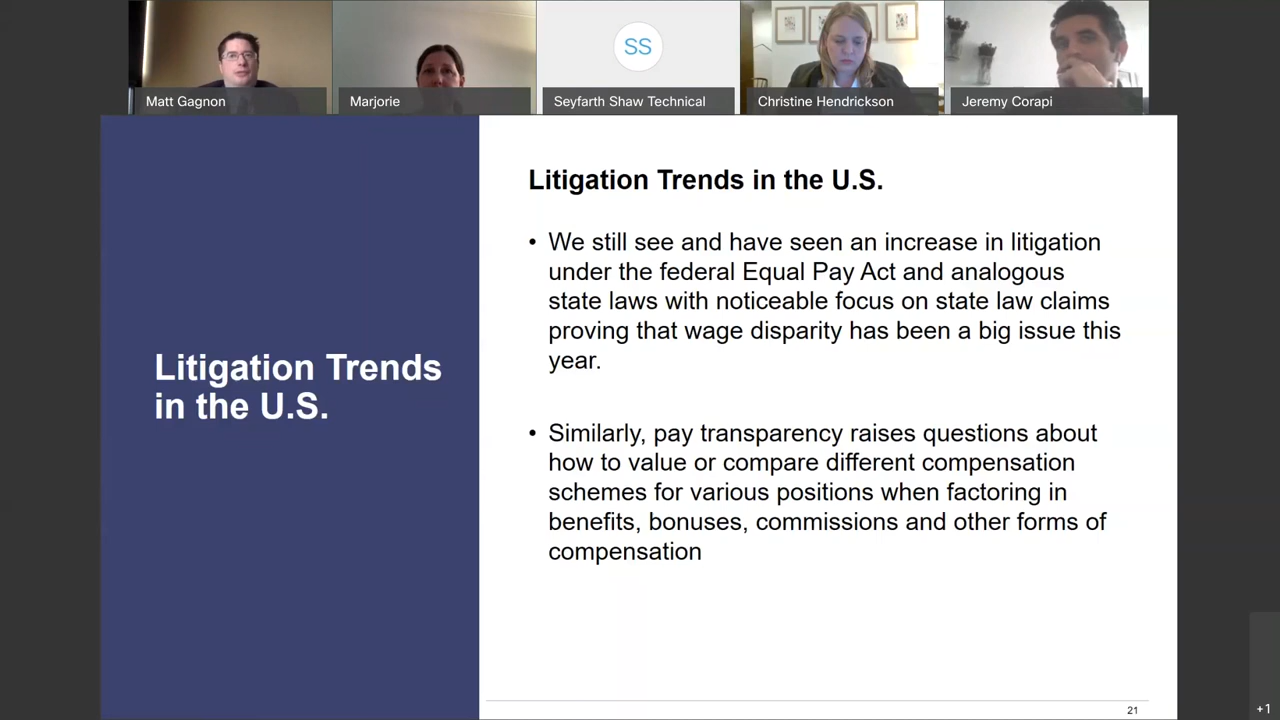 SS
Matt Gagnon
Marjorie
Seyfarth Shaw Technical
Christine Hendrickson
Jeremy Corapi
Litigation Trends
in the U.S.
Litigation Trends in the U.S.
• We still see and have seen an increase in litigation
under the federal Equal Pay Act and analogous
state laws with noticeable focus on state law claims
proving that wage disparity has been a big issue this
year.
• Similarly, pay transparency raises questions about
how to value or compare different compensation
schemes for various positions when factoring in
benefits, bonuses, commissions and other forms of
compensation
21
+1